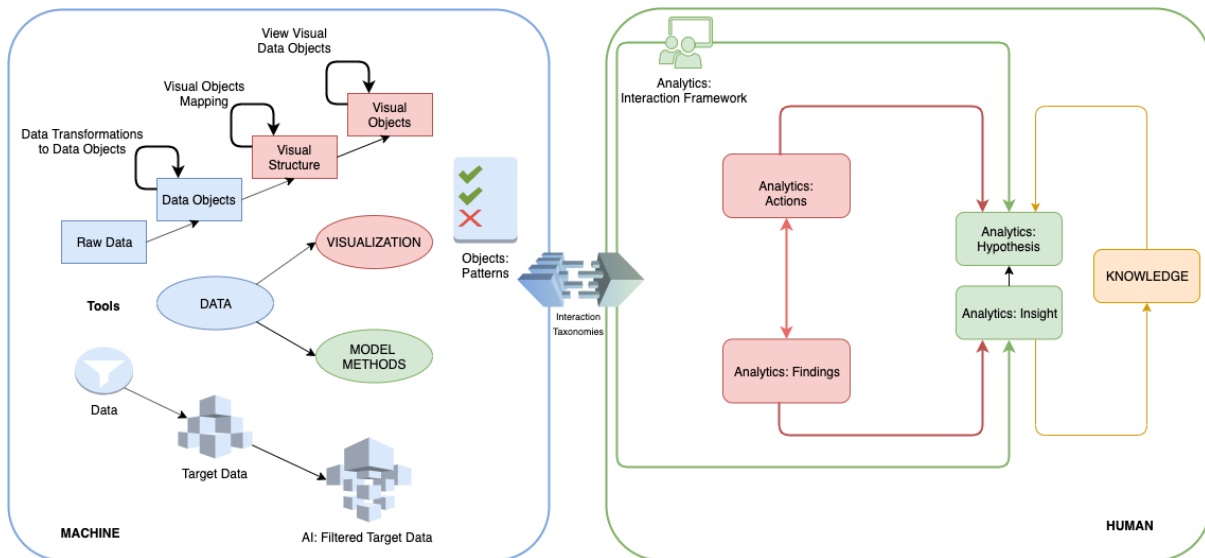 View Visual
Data Objects
Visual Objects
Mapping
Visual
Objects
Data Transformations
to Data Objects
Visual
Structure
Data Objects
Raw Data
VISUALIZATION
Objects:
Patterns
Tools
DATA
MODEL
METHODS
Data
Target Data
AI: Filtered Target Data
MACHINE
Interaction
Taxonomies
Analytics:
Interaction Framework
Analytics:
Actions
Analytics:
Hypothesis
KNOWLEDGE
Analytics: Insight
Analytics: Findings
HUMAN